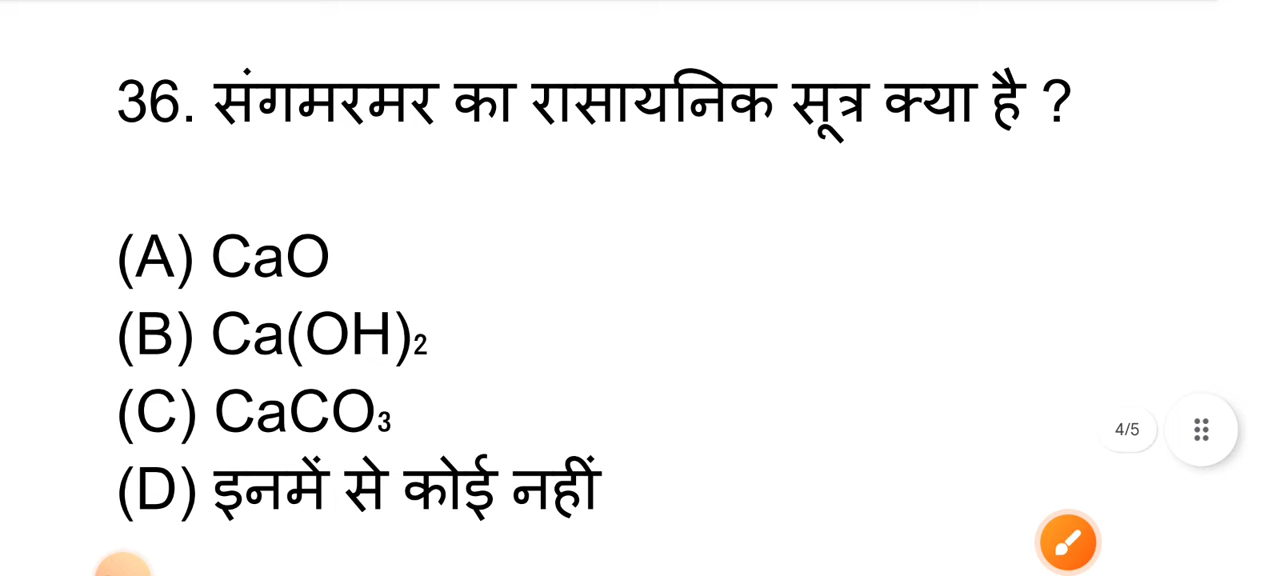 36. संगमरमर का रासायनिक सूत्र क्या है ?
(A) CaO
(B) Ca(OH)₂
(C) CaCO₃
4/5
(D) इनमें से कोई नहीं